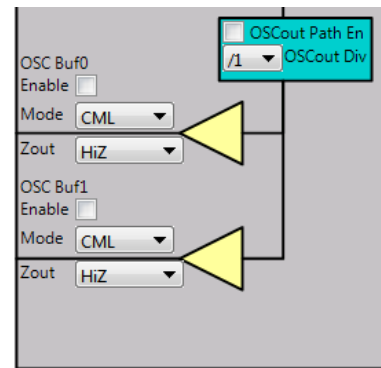 OSCout Path En
/1 OSCout Div
OSC Buf0
Enable
Mode CML
Zout HiZ
OSC Buf1
Enable
Mode CML
Zout HiZ